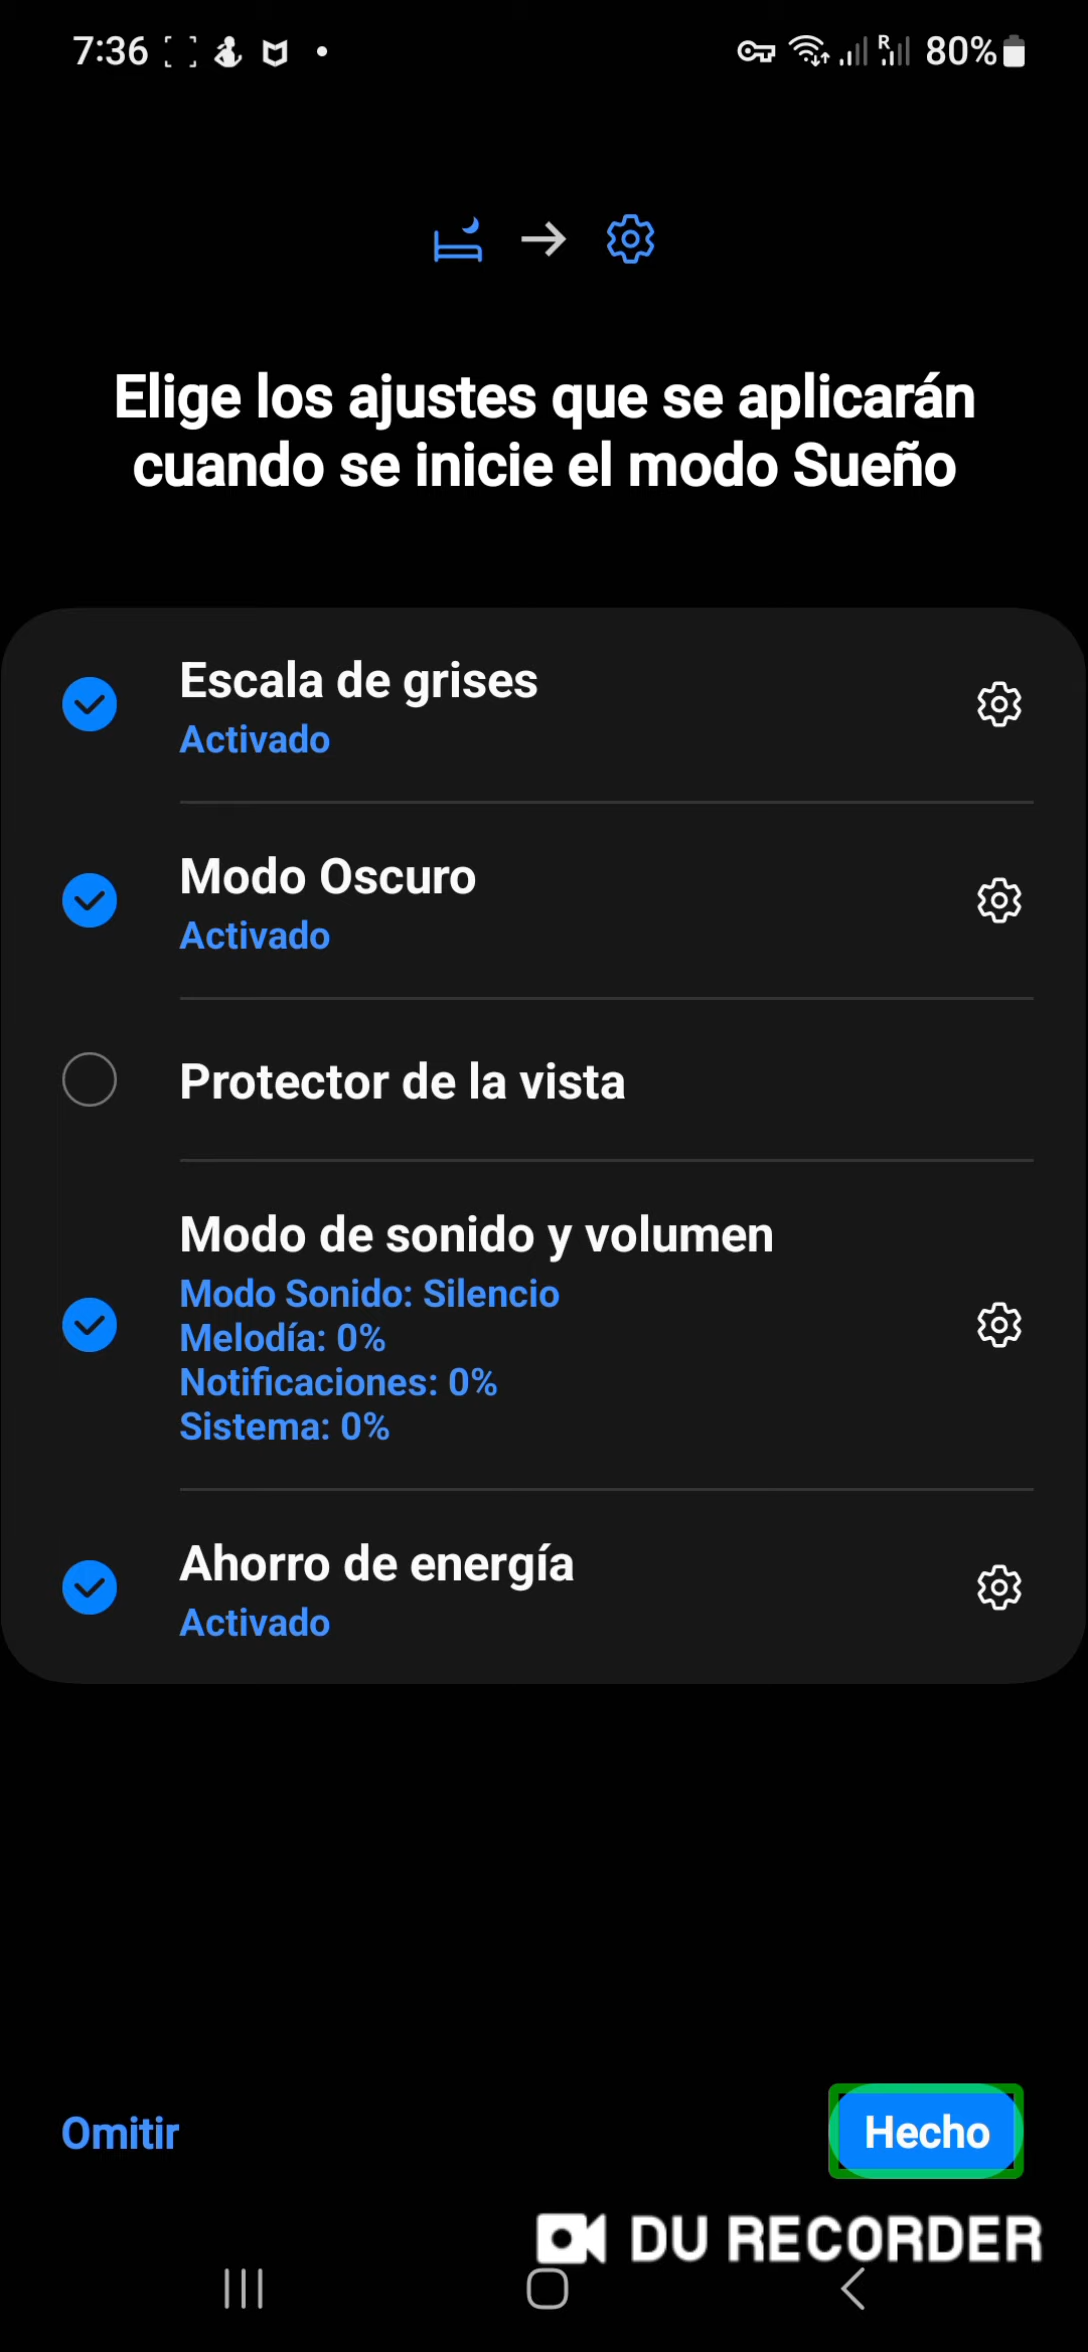 7:36
R 80%
Elige los ajustes que se aplicarán
cuando se inicie el modo Sueño
Escala de grises
Activado
Modo Oscuro
Activado
Protector de la vista
Modo de sonido y volumen
Modo Sonido: Silencio
Melodía: 0%
Notificaciones: 0%
Sistema: 0%
Ahorro de energía
Activado
Omitir
Hecho
DU RECORDER